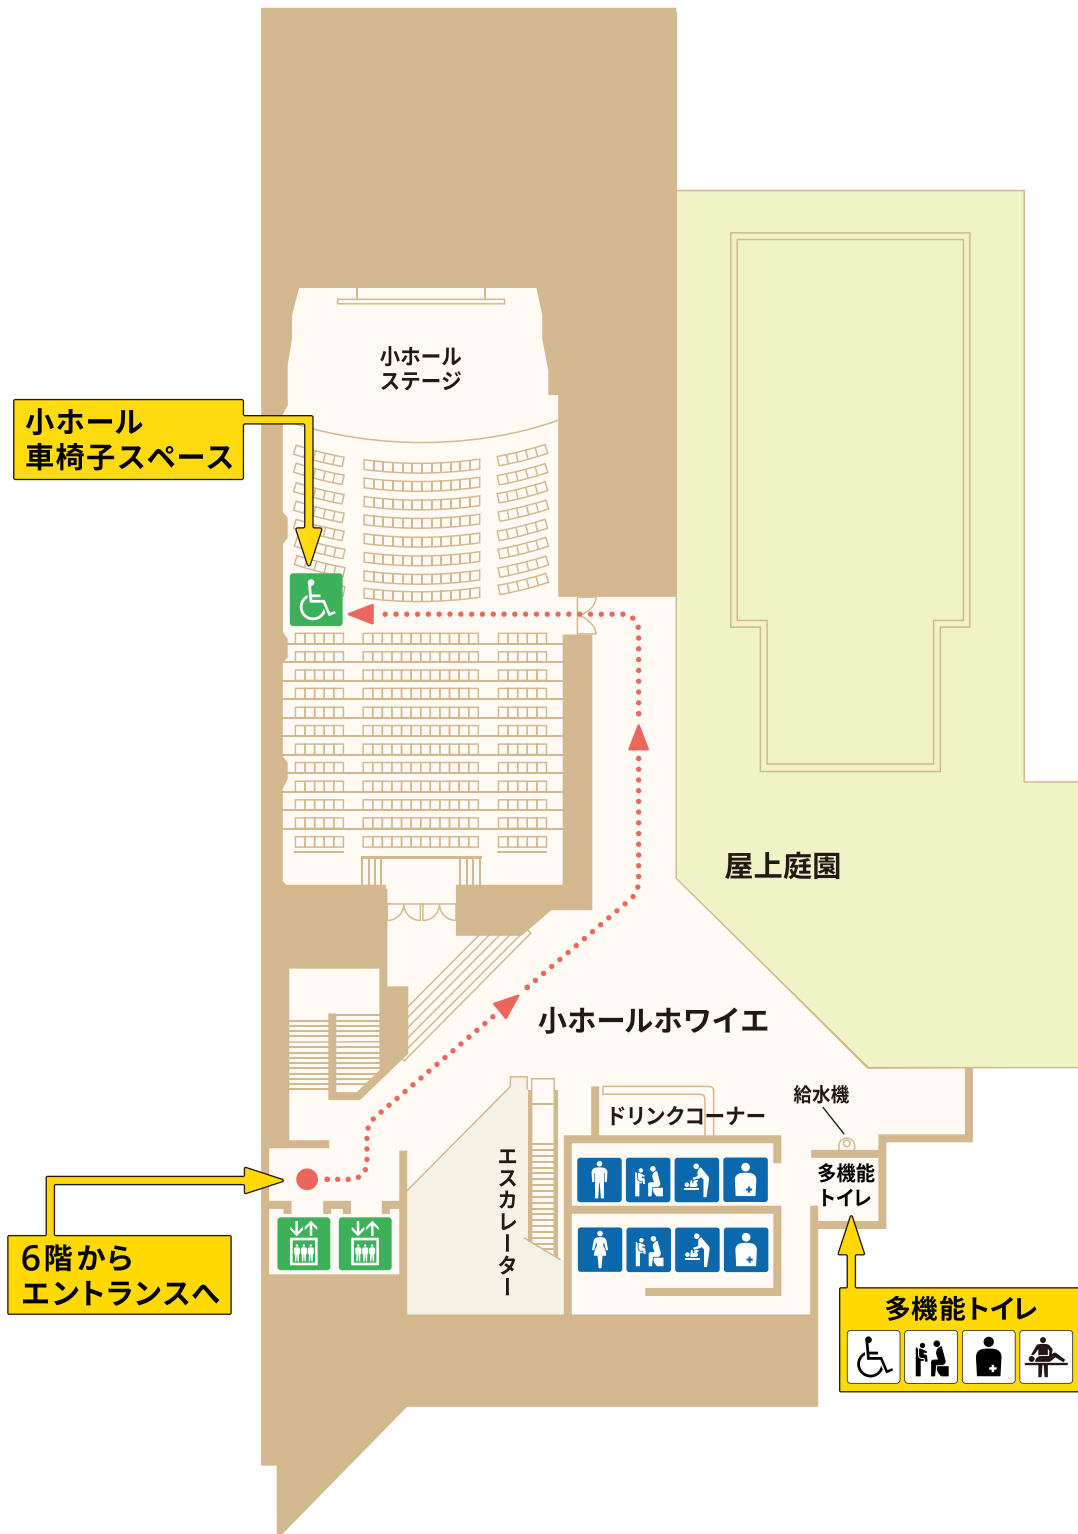 小ホール
ステージ
小ホール
車椅子スペース
屋上庭園
小ホールホワイエ
給水機
ドリンクコーナー
エスカレーター
多機能
トイレ
6階から
エントランスへ
多機能トイレ